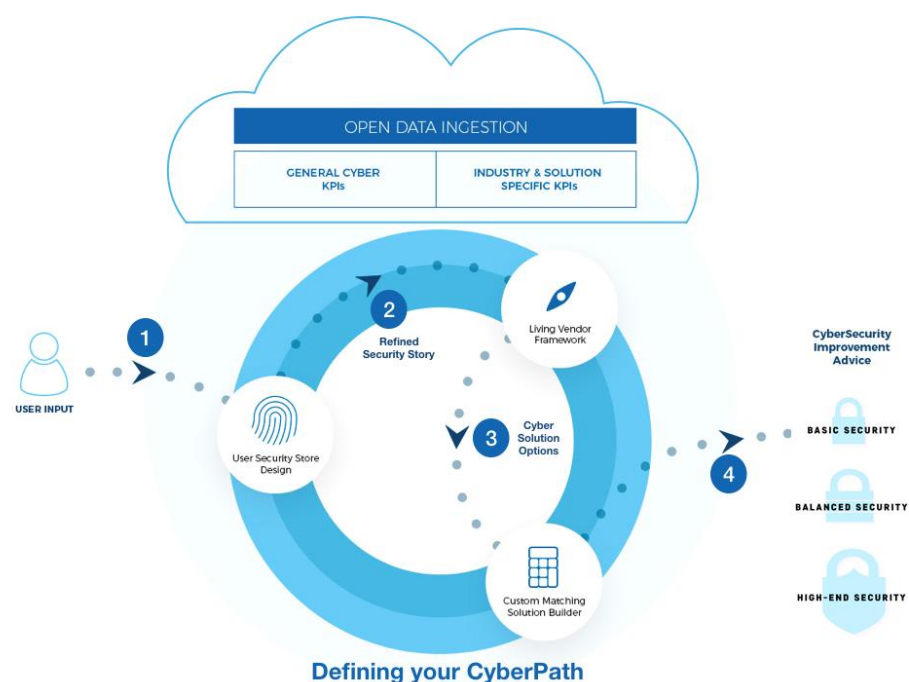 OPEN DATA INGESTION
GENERAL CYBER
KPIs
INDUSTRY & SOLUTION
SPECIFIC KPIs
1
USER INPUT
2
Refined
Security Story
Living Vendor
Framework
User Security Store
Design
3
Cyber
Solution
Options
Custom Matching
Solution Builder
4
CyberSecurity
Improvement
Advice
BASIC SECURITY
BALANCED SECURITY
HIGH-END SECURITY
Defining your CyberPath